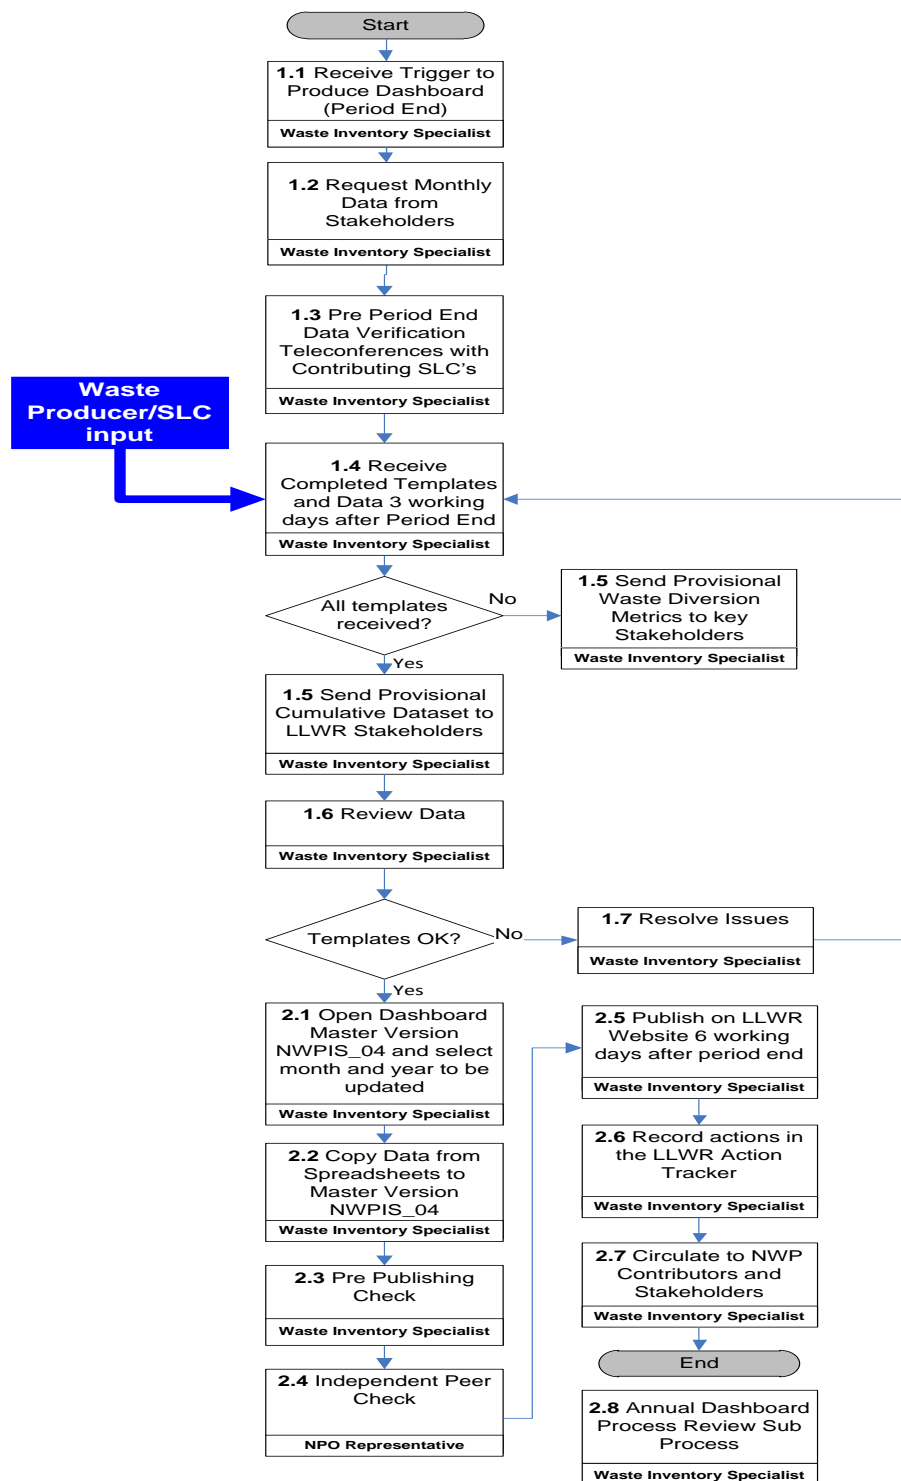 Start
1.1 Receive Trigger to
Produce Dashboard
(Period End)
Waste Inventory Specialist
1.2 Request Monthly
Data from
Stakeholders
Waste Inventory Specialist
1.3 Pre Period End
Data Verification
Teleconferences with
Contributing SLC's
Waste Inventory Specialist
Waste
Producer/SLC
input
1.4 Receive
Completed Templates
and Data 3 working
days after Period End
Waste Inventory Specialist
All templates
received?
No
1.5 Send Provisional
Waste Diversion
Metrics to key
Stakeholders
Waste Inventory Specialist
Yes
1.5 Send Provisional
Cumulative Dataset to
LLWR Stakeholders
Waste Inventory Specialist
1.6 Review Data
Waste Inventory Specialist
Templates OK?
No
1.7 Resolve Issues
Waste Inventory Specialist
Yes
2.1 Open Dashboard
Master Version
NWPIS_04 and select
month and year to be
updated
Waste Inventory Specialist
2.2 Copy Data from
Spreadsheets to
Master Version
NWPIS_04
Waste Inventory Specialist
2.3 Pre Publishing
Check
Waste Inventory Specialist
2.4 Independent Peer
Check
NPO Representative
2.5 Publish on LLWR
Website 6 working
days after period end
Waste Inventory Specialist
2.6 Record actions in
the LLWR Action
Tracker
Waste Inventory Specialist
2.7 Circulate to NWP
Contributors and
Stakeholders
Waste Inventory Specialist
End
2.8 Annual Dashboard
Process Review Sub
Process
Waste Inventory Specialist